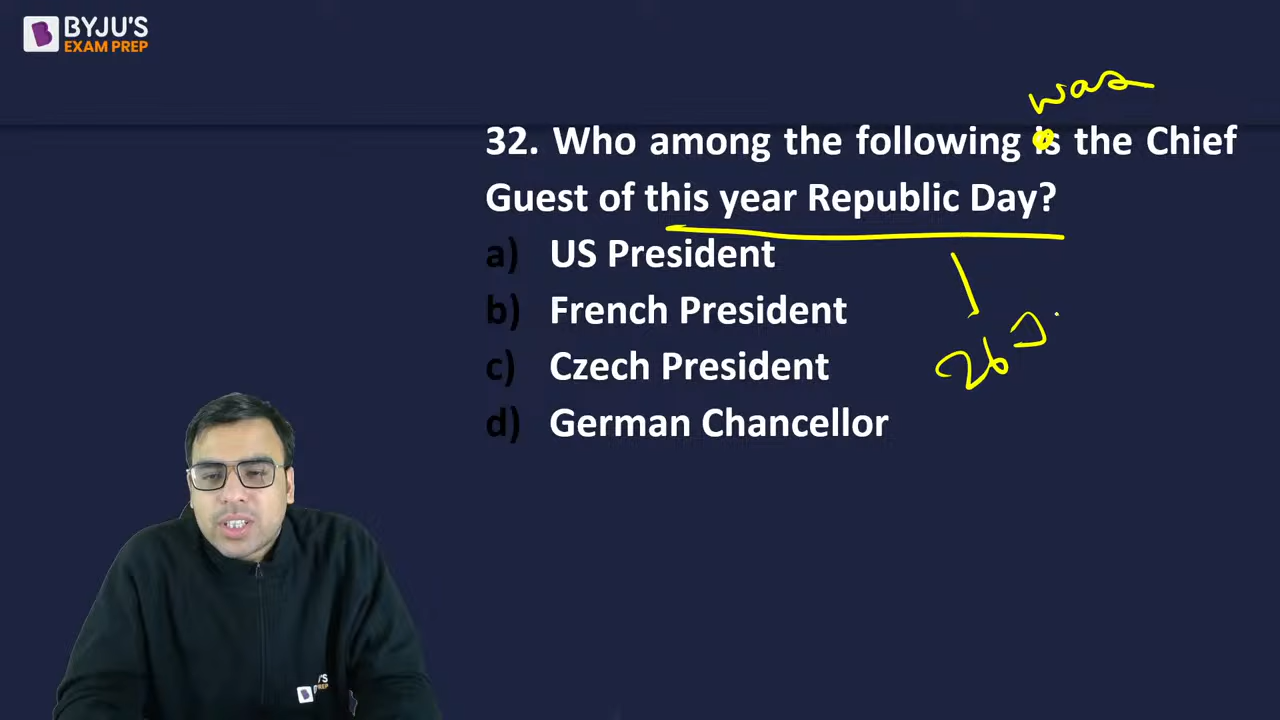 BYJU'S
EXAM PREP
was
32. Who among the following is the Chief
Guest of this year Republic Day?
a) US President
b) French President
c) Czech President
d) German Chancellor
26 J